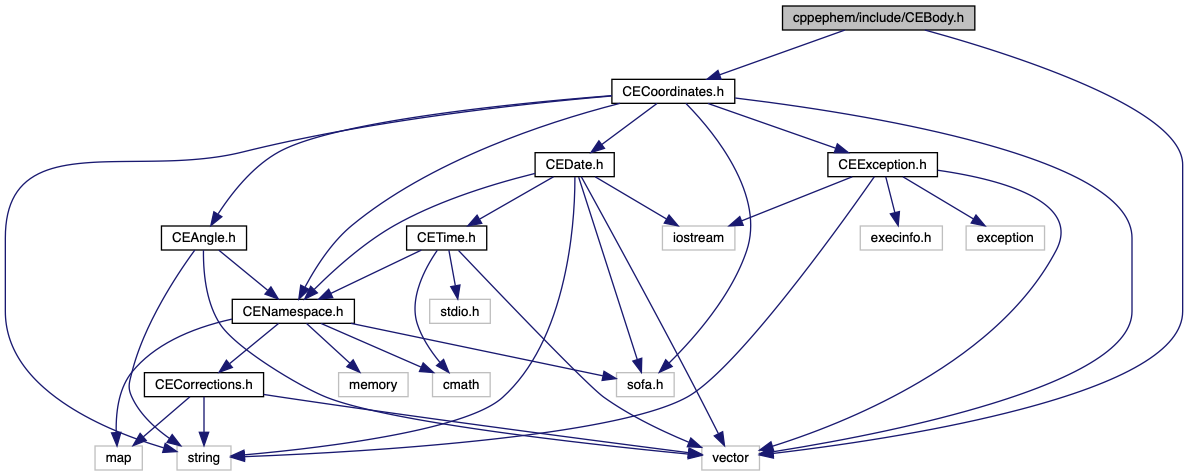 cppephem/include/CEBody.h
CECoordinates.h
CEDate.h
CEException.h
CEAngle.h
CETime.h
iostream
execinfo.h
exception
CENamespace.h
stdio.h
CECorrections.h
memory
cmath
sofa.h
map
string
vector